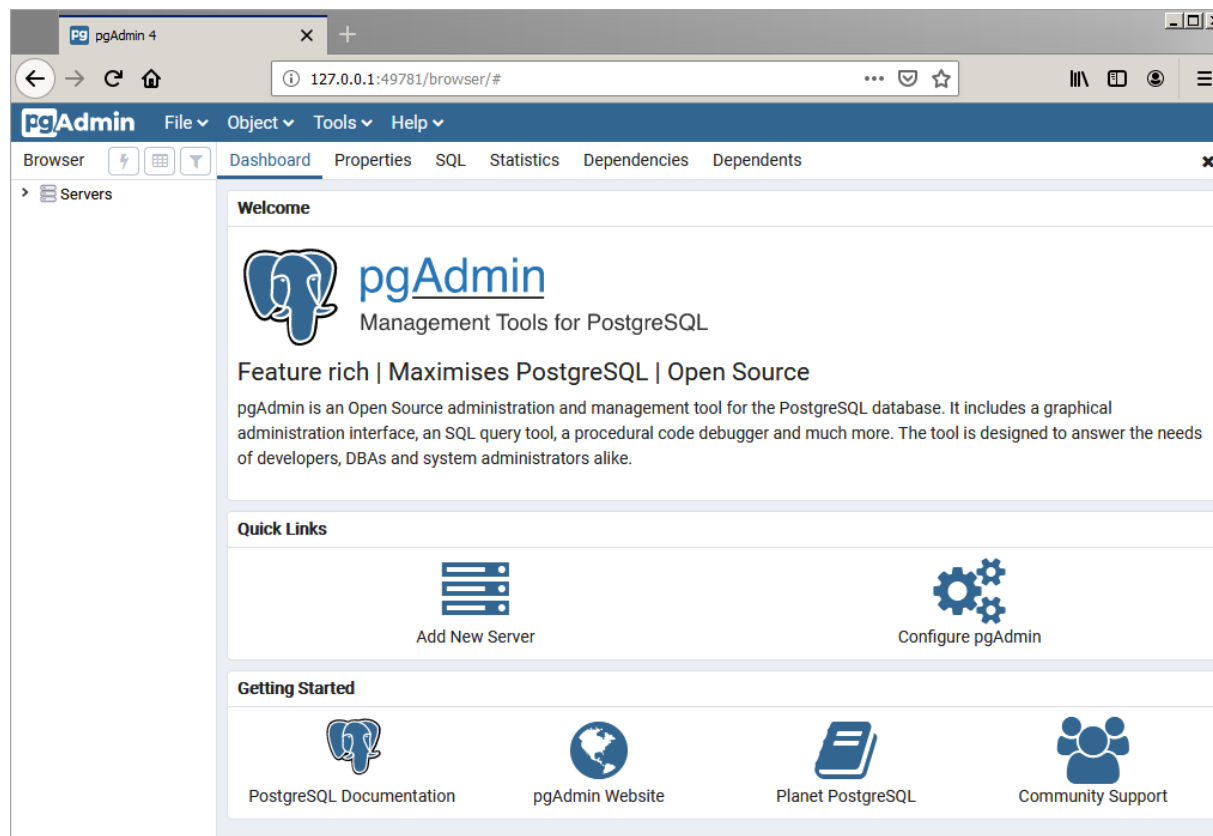 Pg pgAdmin 4
127.0.0.1:49781/browser/#
PgAdmin File Object Tools Help
Browser Dashboard Properties SQL Statistics Dependencies Dependents
Servers
Welcome
pgAdmin
Management Tools for PostgreSQL
Feature rich | Maximises PostgreSQL | Open Source
pgAdmin is an Open Source administration and management tool for the PostgreSQL database. It includes a graphical
administration interface, an SQL query tool, a procedural code debugger and much more. The tool is designed to answer the needs
of developers, DBAs and system administrators alike.
Quick Links
Add New Server Configure pgAdmin
Getting Started
PostgreSQL Documentation pgAdmin Website Planet PostgreSQL Community Support